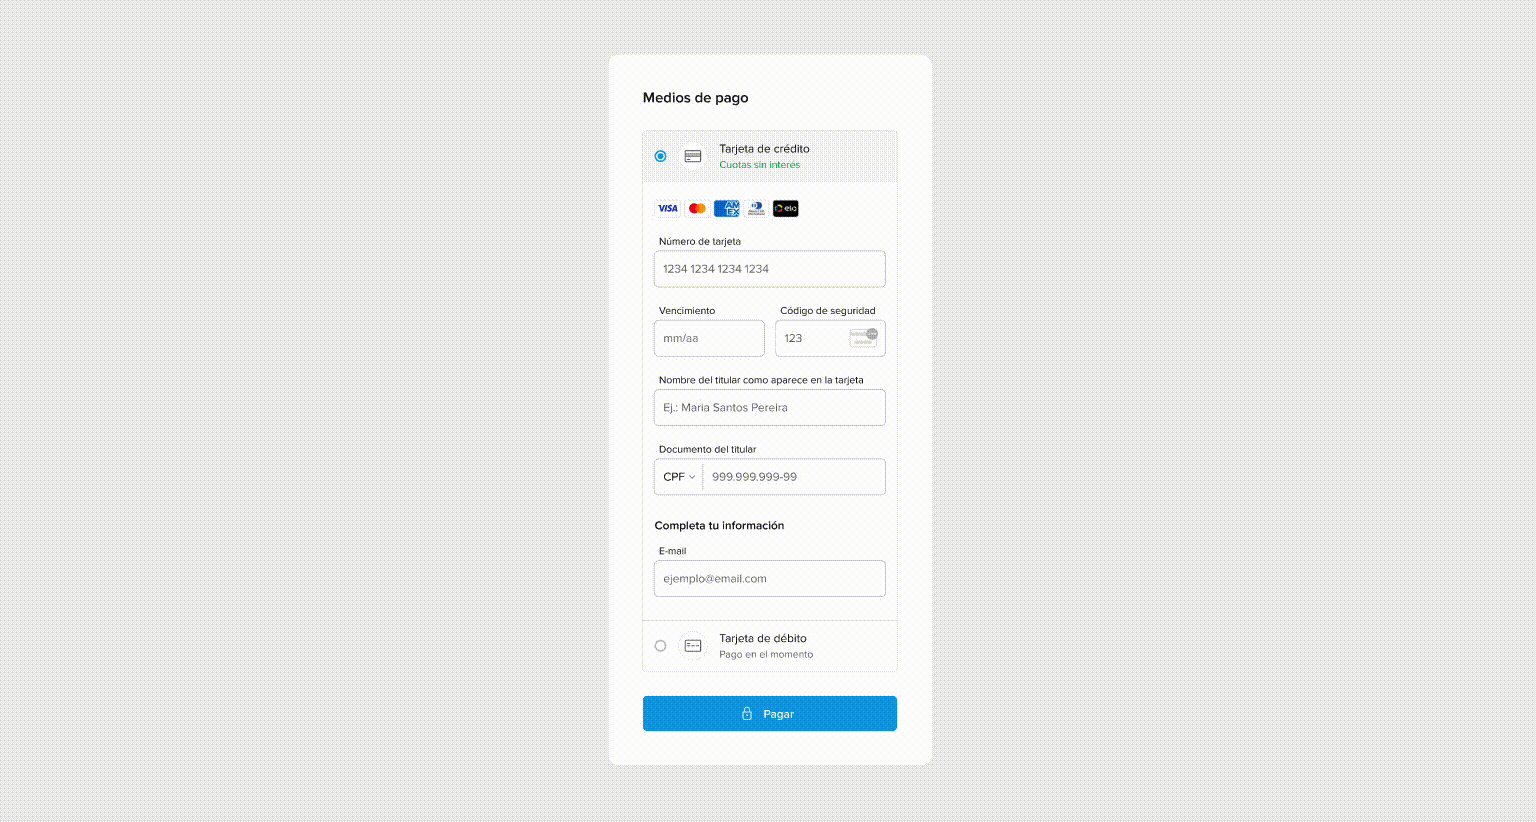 Medios de pago
Tarjeta de crédito
Cuotas sin interés
VISA AM EX elo
Número de tarjeta
1234 1234 1234 1234
Vencimiento Código de seguridad
mm/aa 123
Nombre del titular como aparece en la tarjeta
Ej.: Maria Santos Pereira
Documento del titular
CPF 999.999.999-99
Completa tu información
E-mail
ejemplo@email.com
Tarjeta de débito
Pago en el momento
Pagar